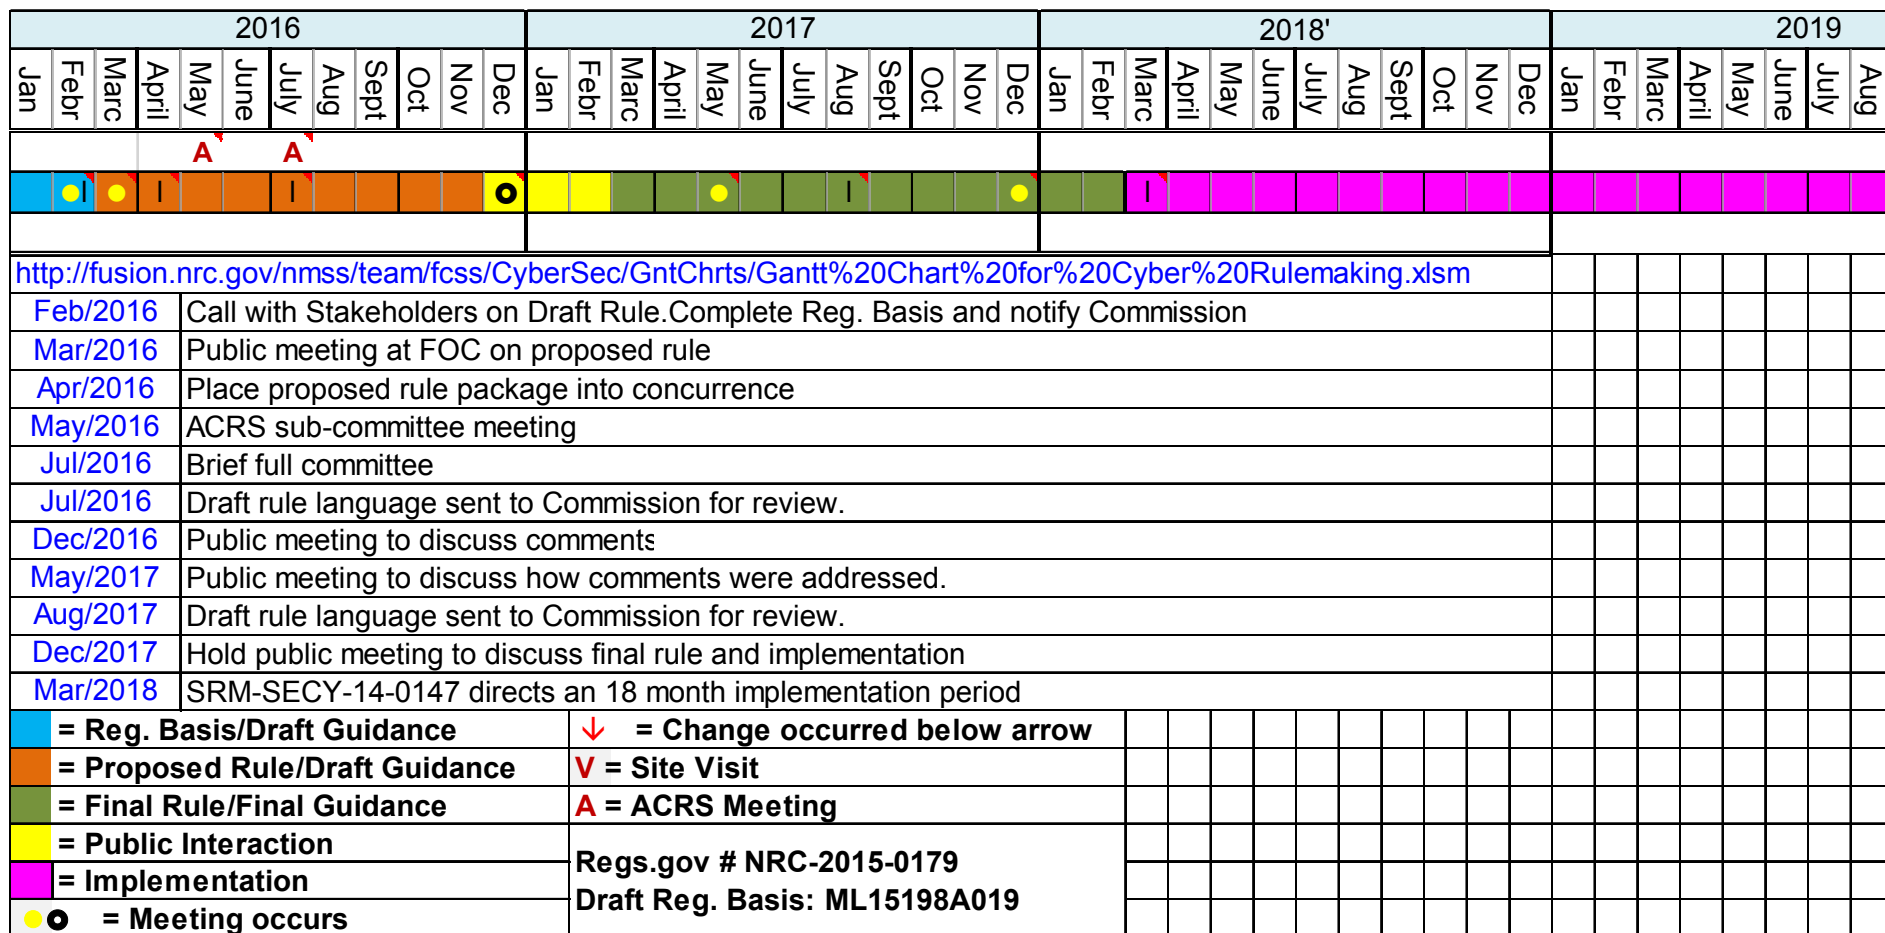 2016 2017 2018' 2019
Jan Febr Marc April May June July Aug Sept Oct Nov Dec Jan Febr Marc April May June July Aug Sept Oct Nov Dec Jan Febr Marc April May June July Aug Sept Oct Nov Dec Jan Febr Marc April May June July Aug
A A
I I I I I
http://fusion.nrc.gov/nmss/team/fcss/CyberSec/GntChrts/Gantt%20Chart%20for%20Cyber%20Rulemaking.xlsm
Feb/2016 Call with Stakeholders on Draft Rule.Complete Reg. Basis and notify Commission
Mar/2016 Public meeting at FOC on proposed rule
Apr/2016 Place proposed rule package into concurrence
May/2016 ACRS sub-committee meeting
Jul/2016 Brief full committee
Jul/2016 Draft rule language sent to Commission for review.
Dec/2016 Public meeting to discuss comments
May/2017 Public meeting to discuss how comments were addressed.
Aug/2017 Draft rule language sent to Commission for review.
Dec/2017 Hold public meeting to discuss final rule and implementation
Mar/2018 SRM-SECY-14-0147 directs an 18 month implementation period
= Reg. Basis/Draft Guidance ↓ = Change occurred below arrow
= Proposed Rule/Draft Guidance V = Site Visit
= Final Rule/Final Guidance A = ACRS Meeting
= Public Interaction
= Implementation
= Meeting occurs
Regs.gov # NRC-2015-0179
Draft Reg. Basis: ML15198A019